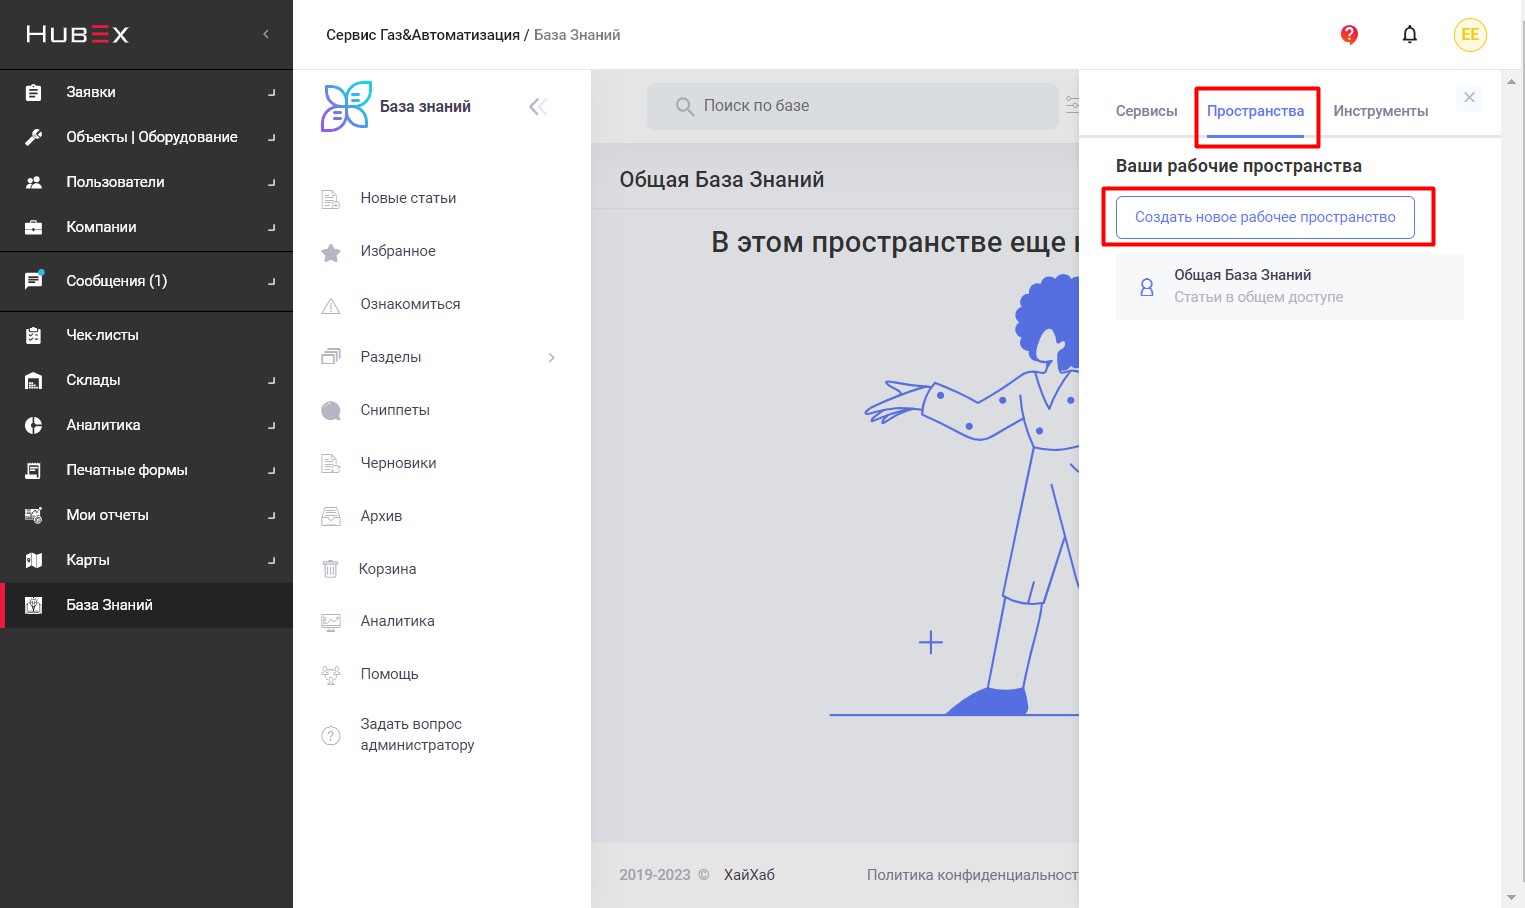 HUBEX
Заявки
Объекты | Оборудование
Пользователи
Компании
Сообщения (1)
Чек-листы
Склады
Аналитика
Печатные формы
Мои отчеты
Карты
База Знаний
Сервис Газ&Автоматизация / База Знаний
?
EE
База знаний
Новые статьи
Избранное
Ознакомиться
Разделы
Сниппеты
Черновики
Архив
Корзина
Аналитика
Помощь
Задать вопрос
администратору
Поиск по базе
Общая База Знаний
В этом пространстве еще
2019-2023 © ХайХаб
Политика конфиденциальност
Сервисы Пространства Инструменты
Ваши рабочие пространства
Создать новое рабочее пространство
Общая База Знаний
Статьи в общем доступе